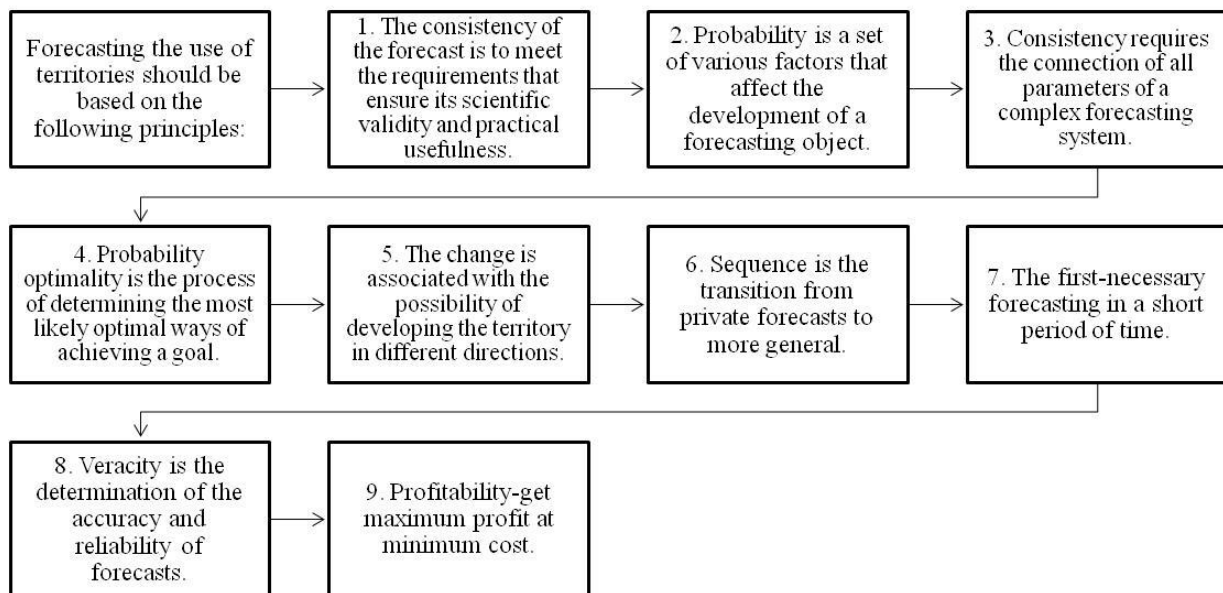 Forecasting the use of
territories should be
based on the
following principles:
1. The consistency of
the forecast is to meet
the requirements that
ensure its scientific
validity and practical
usefulness.
2. Probability is a set
of various factors that
affect the
development of a
forecasting object.
3. Consistency requires
the connection of all
parameters of a
complex forecasting
system.
4. Probability
optimality is the process
of determining the most
likely optimal ways of
achieving a goal.
5. The change is
associated with the
possibility of
developing the territory
in different directions.
6. Sequence is the
transition from
private forecasts to
more general.
7. The first-necessary
forecasting in a short
period of time.
8. Veracity is the
determination of the
accuracy and
reliability of
forecasts.
9. Profitability-get
maximum profit at
minimum cost.